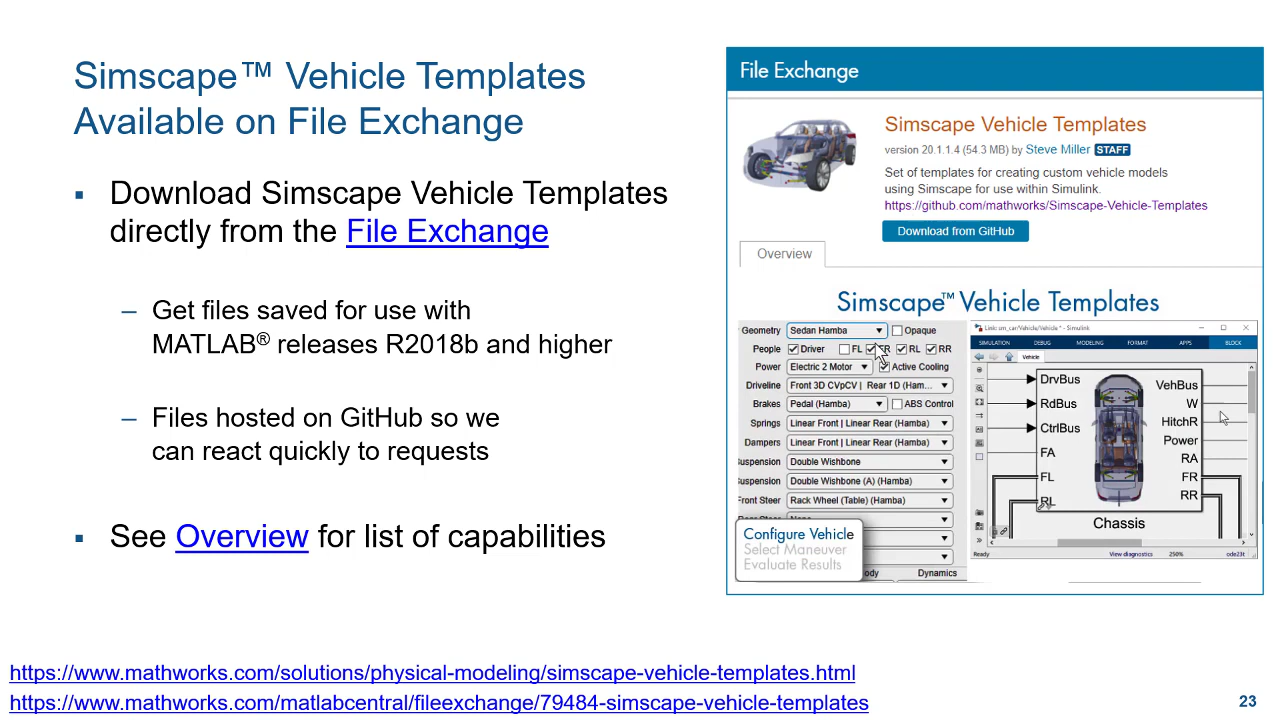 Simscape™ Vehicle Templates
Available on File Exchange
▪ Download Simscape Vehicle Templates
directly from the File Exchange
– Get files saved for use with
MATLAB® releases R2018b and higher
– Files hosted on GitHub so we
can react quickly to requests
▪ See Overview for list of capabilities
https://www.mathworks.com/solutions/physical-modeling/simscape-vehicle-templates.html
https://www.mathworks.com/matlabcentral/fileexchange/79484-simscape-vehicle-templates
File Exchange
Simscape Vehicle Templates
version 20.1.1.4 (54.3 MB) by Steve Miller STAFF
Set of templates for creating custom vehicle models
using Simscape for use within Simulink.
https://github.com/mathworks/Simscape-Vehicle-Templates
Download from GitHub
Overview
Simscape™ Vehicle Templates
Geometry Sedan Hamba Opaque
People Driver FL RL RR
Power Electric 2 Motor Active Cooling
Driveline Front 3D CVpCV | Rear 1D (Ham...
Brakes Pedal (Hamba) ABS Control
Springs Linear Front | Linear Rear (Hamba)
Dampers Linear Front | Linear Rear (Hamba)
Suspension Double Wishbone
Suspension Double Wishbone (A) (Hamba)
Front Steer Rack Wheel (Table) (Hamba)
Configure Vehicle
Select Maneuver
Evaluate Results
Dynamics
Link: sm_car/Vehicle/Vehicle * - Simulink
SIMULATION DEBUG MODELING FORMAT APPS BLOCK
Vehicle
DrvBus
RdBus
CtrlBus
FA
FL
RL
VehBus
W
HitchR
Power
RA
FR
RR
Chassis
Ready View diagnostics 250% ode23t
23